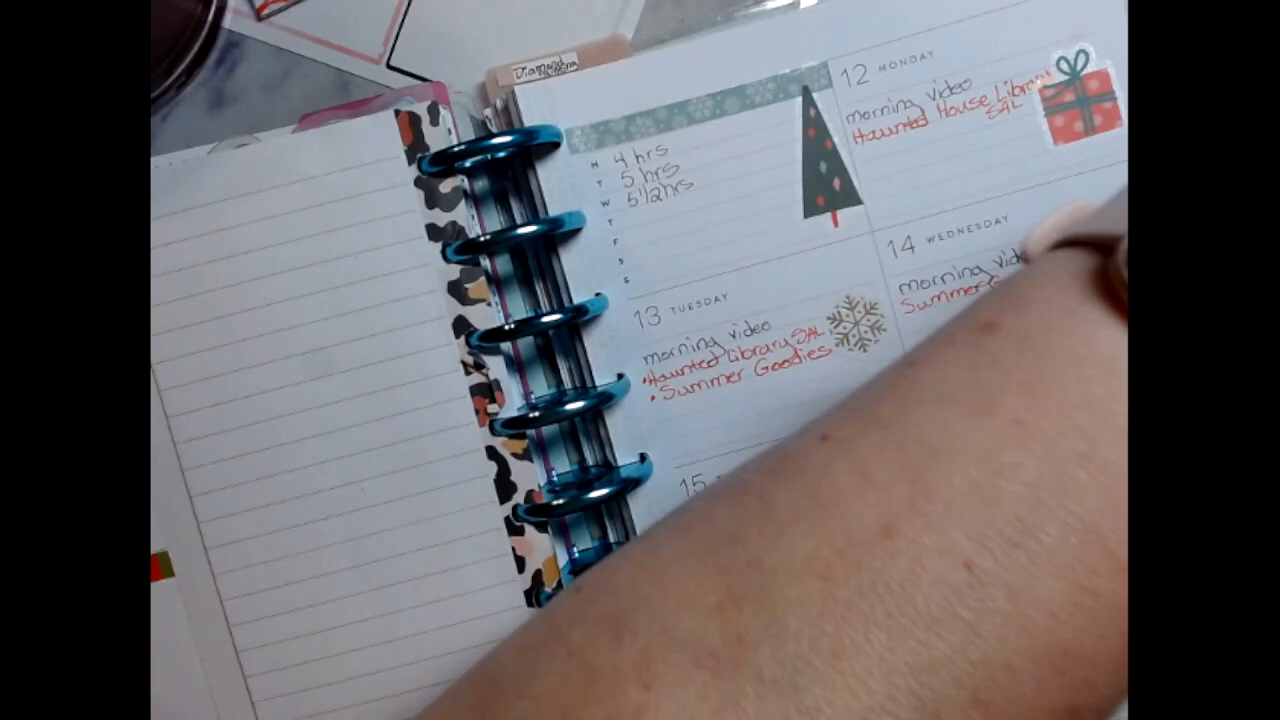 Diamond
M 4 hrs
T 5 hrs
W 5 1/2 hrs
T
F
S
S
12 MONDAY
morning video
Haunted House Library
SAL
13 TUESDAY
morning video
•Haunted Library SAL
•Summer Goodies
14 WEDNESDAY
morning
Summer
15